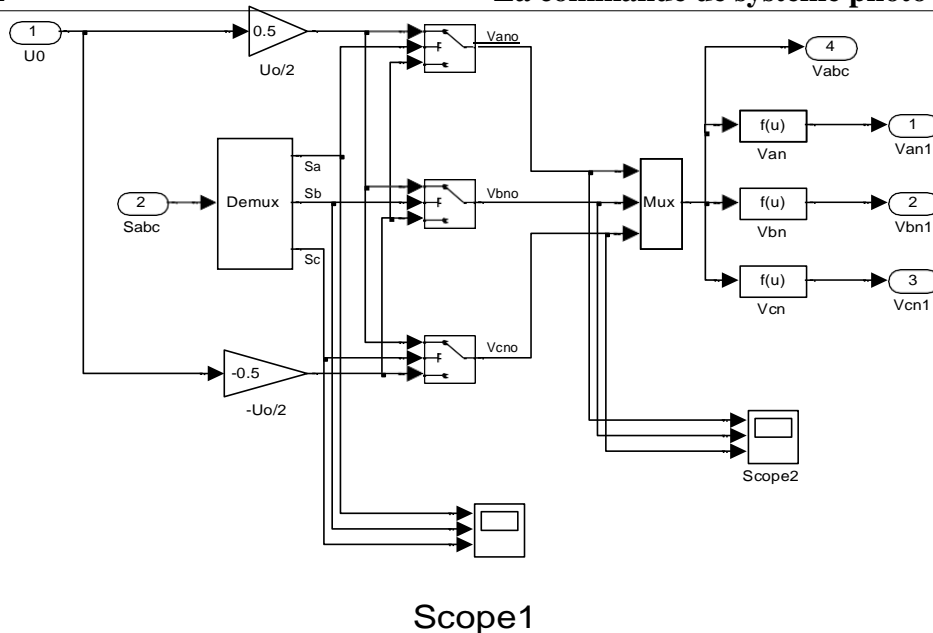 La commande de système photo
1
U0
0.5
Uo/2
Vano
4
Vabc
f(u)
Van
1
Van1
Sa
Sb
Sc
Demux
2
Sabc
Vbno
Mux
f(u)
Vbn
2
Vbn1
f(u)
Vcn
3
Vcn1
Vcno
-0.5
-Uo/2
Scope2
Scope1